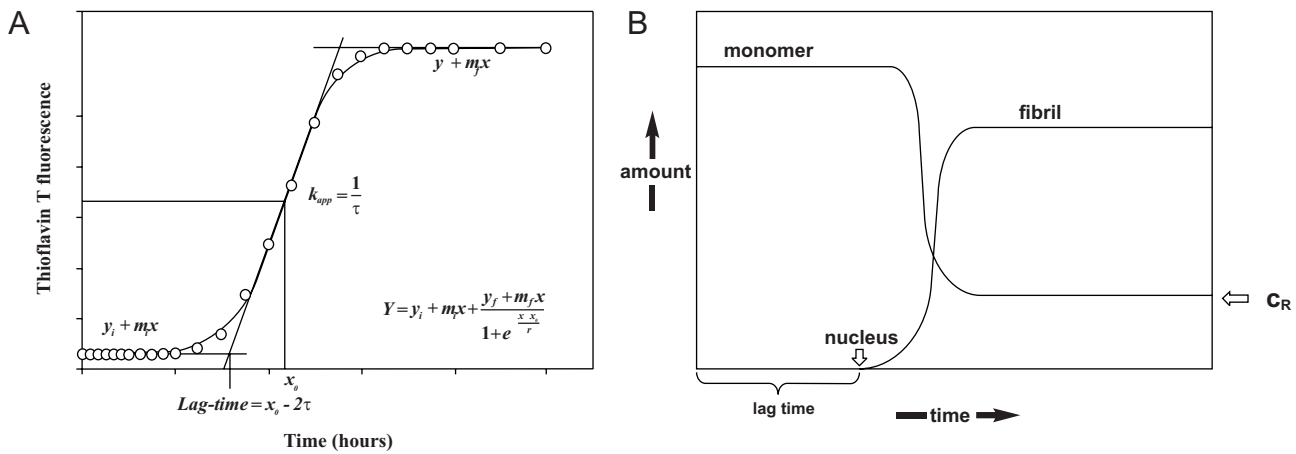 A
Thioflavin T fluorescence
y + m_f x
k_app = 1/τ
Y = y_i + m_i x + (y_f + m_f x)/(1 + e^(x x_0 / r))
y_i + m_i x
x_0
Lag-time = x_0 - 2τ
Time (hours)
B
monomer
fibril
amount
nucleus
C_R
lag time
time